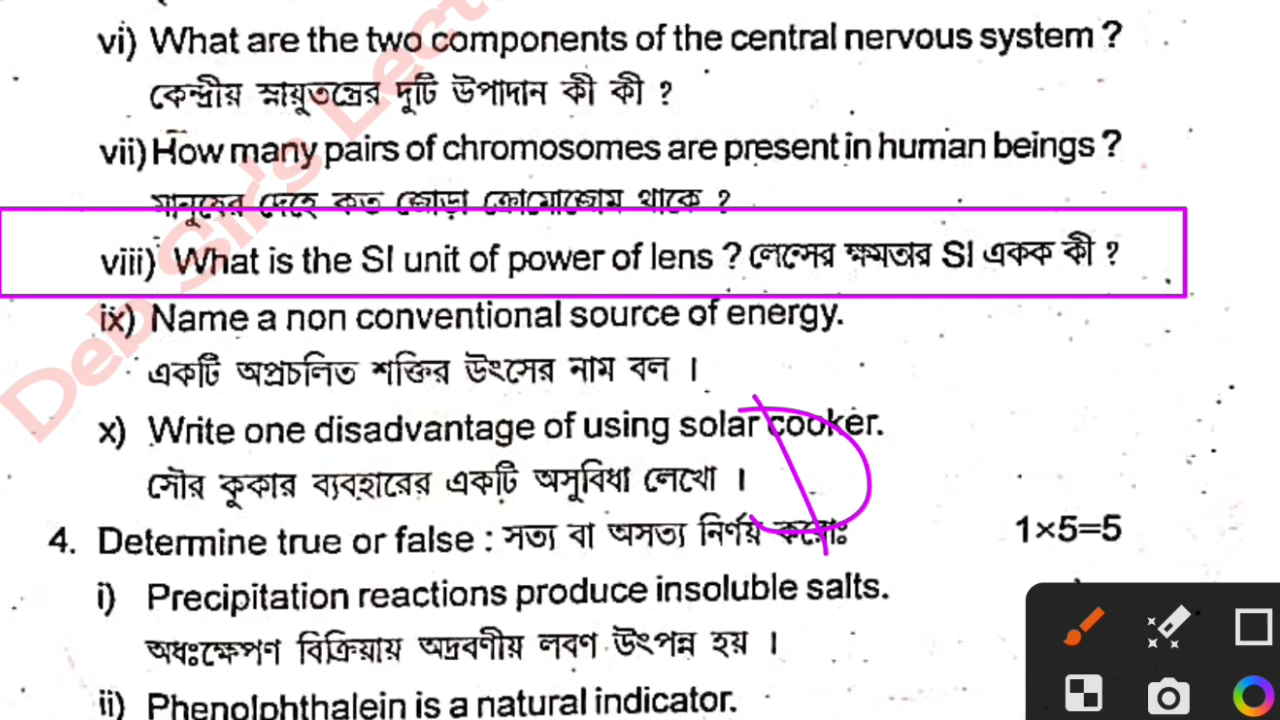 vi) What are the two components of the central nervous system ?
কেন্দ্রীয় স্নায়ুতন্ত্রের দুটি উপাদান কী কী ?
vii) How many pairs of chromosomes are present in human beings ?
মানুষের দেহে কত জোড়া ক্রোমোজোম থাকে ?
viii) What is the SI unit of power of lens ? লেন্সের ক্ষমতার SI একক কী ?
ix) Name a non conventional source of energy.
একটি অপ্রচলিত শক্তির উৎসের নাম বল ।
x) Write one disadvantage of using solar cooker.
সৌর কুকার ব্যবহারের একটি অসুবিধা লেখো ।
4. Determine true or false : সত্য বা অসত্য নির্ণয় করোঃ 1×5=5
i) Precipitation reactions produce insoluble salts.
অধঃক্ষেপণ বিক্রিয়ায় অদ্রবণীয় লবণ উৎপন্ন হয় ।
ii) Phenolphthalein is a natural indicator.
Deb Sir's Lect
D